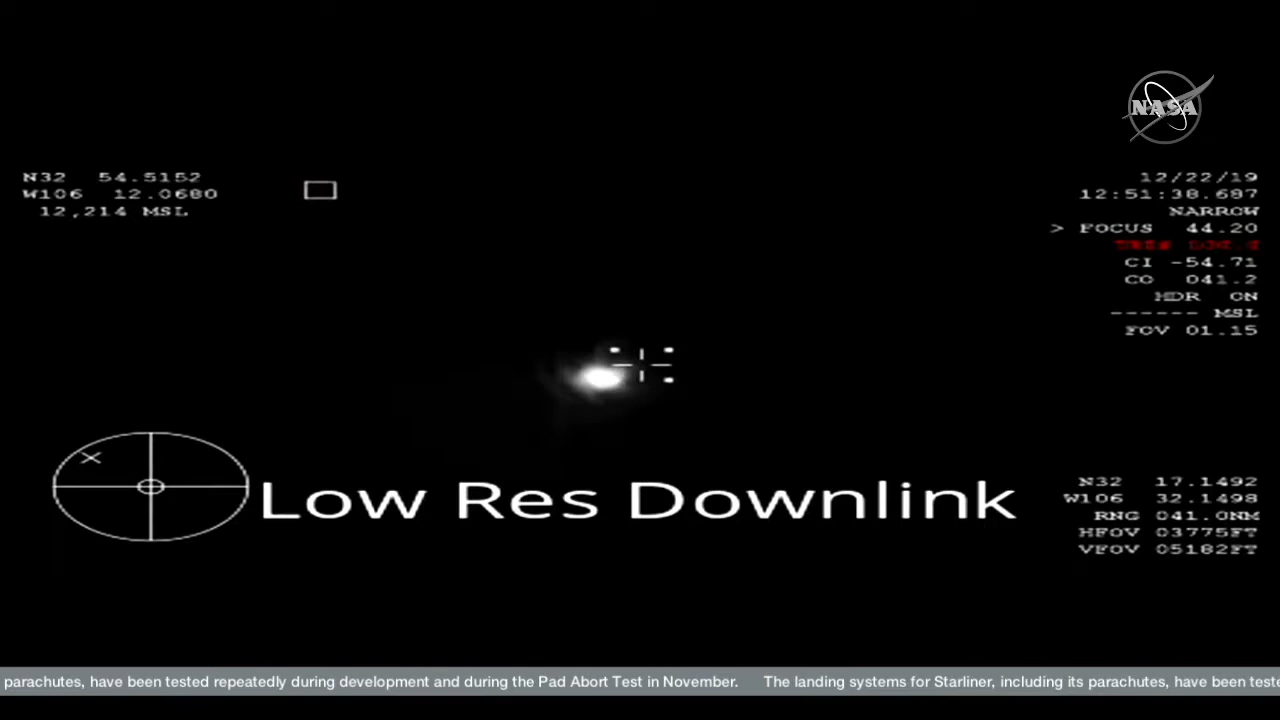 NASA
N32 54.5152
W106 12.0680
12,214 MSL
12/22/19
12:51:38.687
NARROW
> FOCUS 44.20
CI -54.71
CO 041.2
HDR ON
------ MSL
FOV 01.15
Low Res Downlink
N32 17.1492
W106 32.1498
RNG 041.0NM
HFOV 03775FT
VFOV 05182FT
parachutes, have been tested repeatedly during development and during the Pad Abort Test in November. The landing systems for Starliner, including its parachutes, have been teste